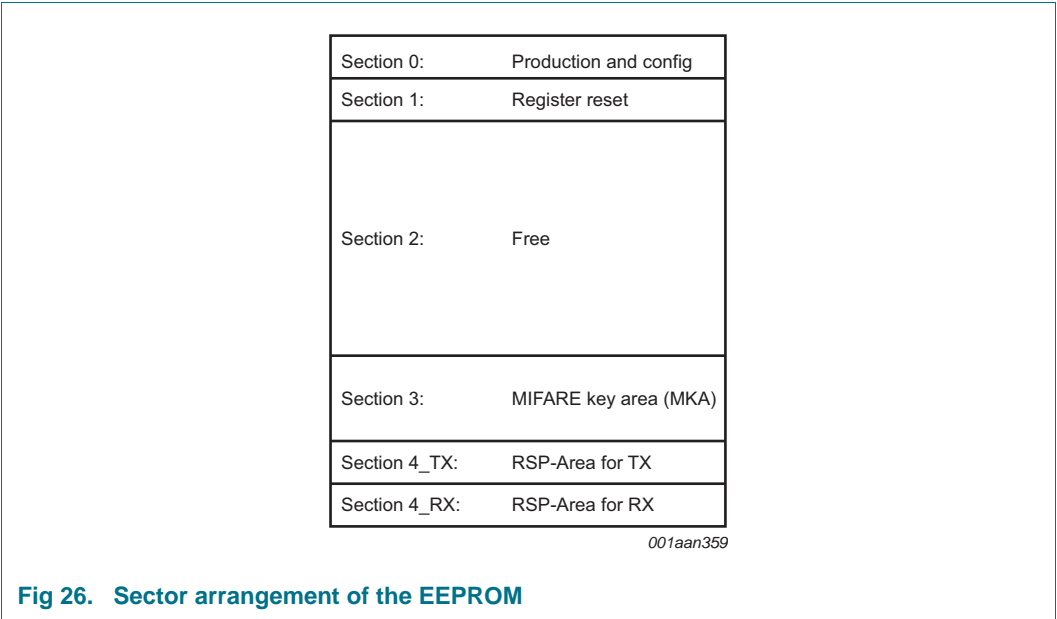 Section 0: Production and config
Section 1: Register reset
Section 2: Free
Section 3: MIFARE key area (MKA)
Section 4_TX: RSP-Area for TX
Section 4_RX: RSP-Area for RX
001aan359
Fig 26. Sector arrangement of the EEPROM